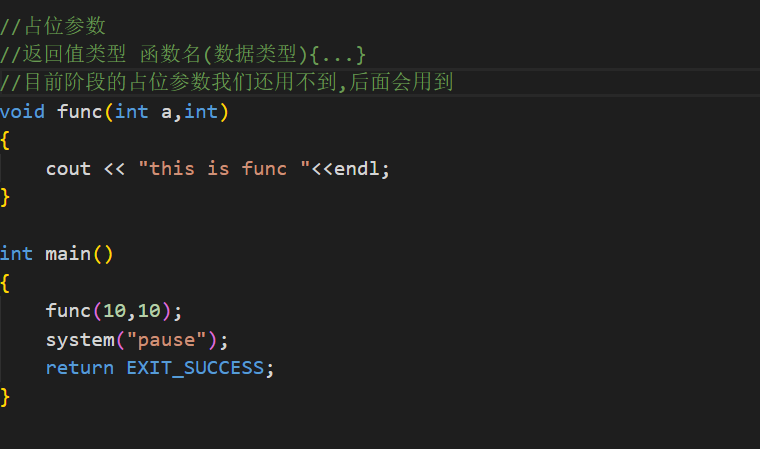 //占位参数
//返回值类型 函数名(数据类型){...}
//目前阶段的占位参数我们还用不到,后面会用到
void func(int a,int)
{
    cout << "this is func "<<endl;
}

int main()
{
    func(10,10);
    system("pause");
    return EXIT_SUCCESS;
}